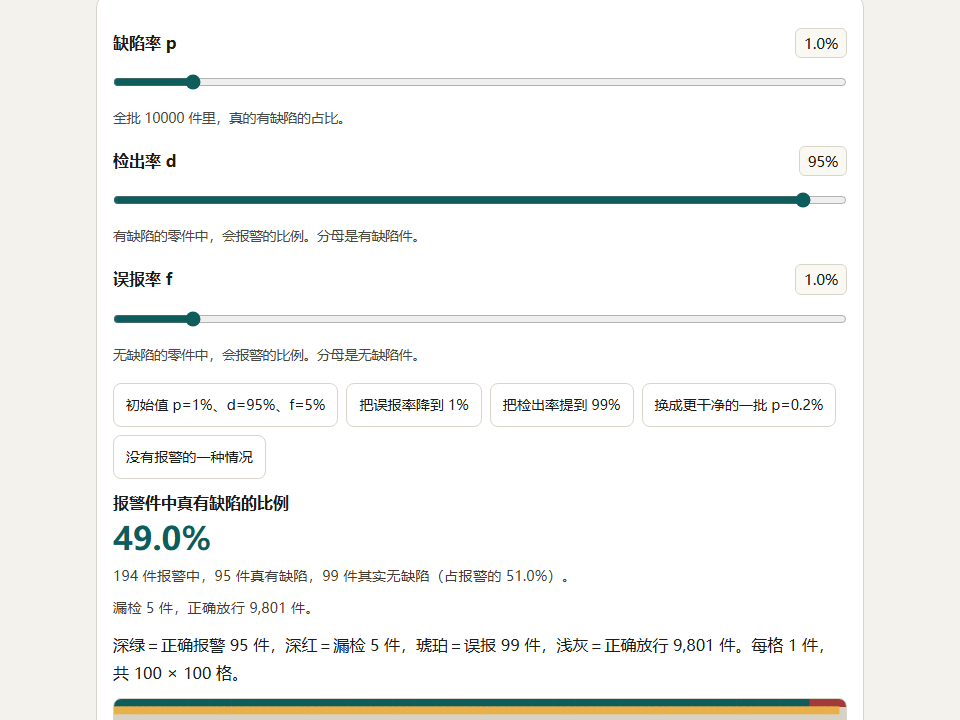 缺陷率 p
1.0%
全批 10000 件里，真的有缺陷的占比。
检出率 d
95%
有缺陷的零件中，会报警的比例。分母是有缺陷件。
误报率 f
1.0%
无缺陷的零件中，会报警的比例。分母是无缺陷件。
初始值 p=1%、d=95%、f=5%
把误报率降到 1%
把检出率提到 99%
换成更干净的一批 p=0.2%
没有报警的一种情况
报警件中真有缺陷的比例
49.0%
194 件报警中，95 件真有缺陷，99 件其实无缺陷（占报警的 51.0%）。
漏检 5 件，正确放行 9,801 件。
深绿＝正确报警 95 件，深红＝漏检 5 件，琥珀＝误报 99 件，浅灰＝正确放行 9,801 件。每格 1 件，
共 100 × 100 格。